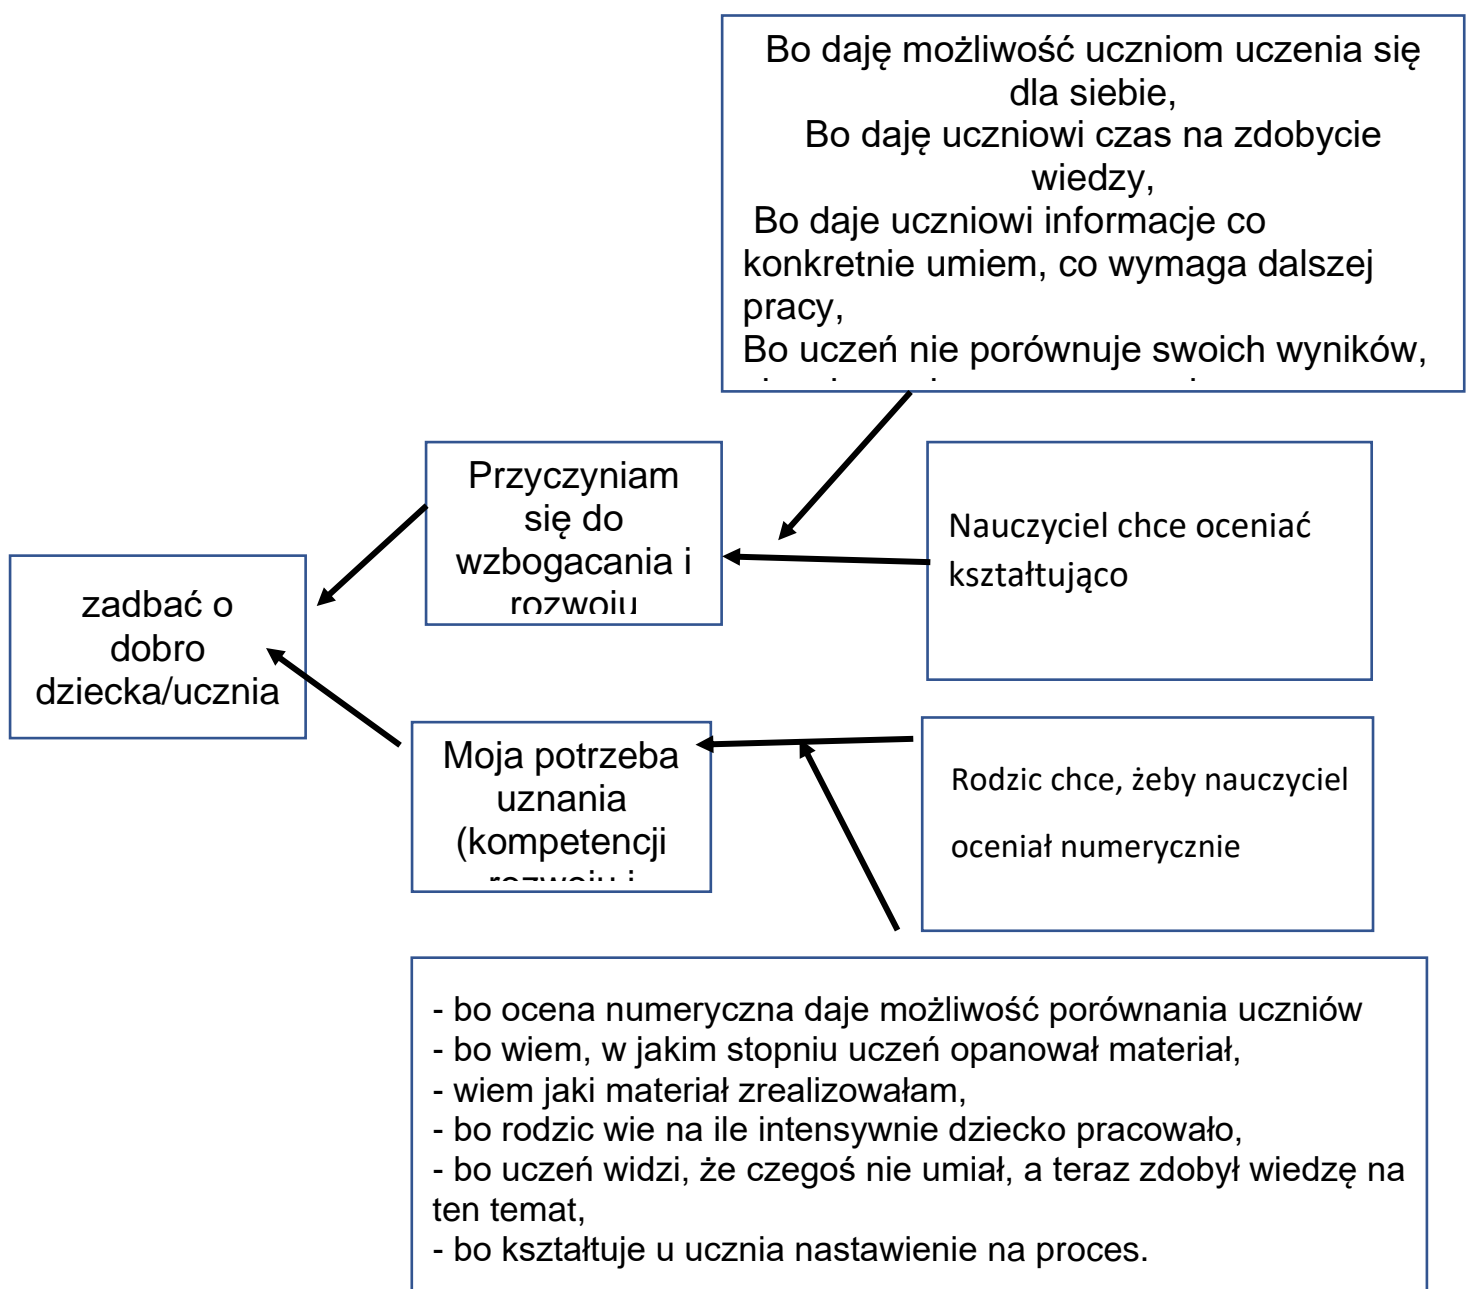 Bo daję możliwość uczniom uczenia się
dla siebie,
Bo daję uczniowi czas na zdobycie
wiedzy,
Bo daje uczniowi informacje co
konkretnie umiem, co wymaga dalszej
pracy,
Bo uczeń nie porównuje swoich wyników,
Przyczyniam
się do
wzbogacania i
rozwoju
Nauczyciel chce oceniać
kształtująco
zadbać o
dobro
dziecka/ucznia
Moja potrzeba
uznania
(kompetencji
rozwoju i
Rodzic chce, żeby nauczyciel
oceniał numerycznie
- bo ocena numeryczna daje możliwość porównania uczniów
- bo wiem, w jakim stopniu uczeń opanował materiał,
- wiem jaki materiał zrealizowałam,
- bo rodzic wie na ile intensywnie dziecko pracowało,
- bo uczeń widzi, że czegoś nie umiał, a teraz zdobył wiedzę na
ten temat,
- bo kształtuje u ucznia nastawienie na proces.